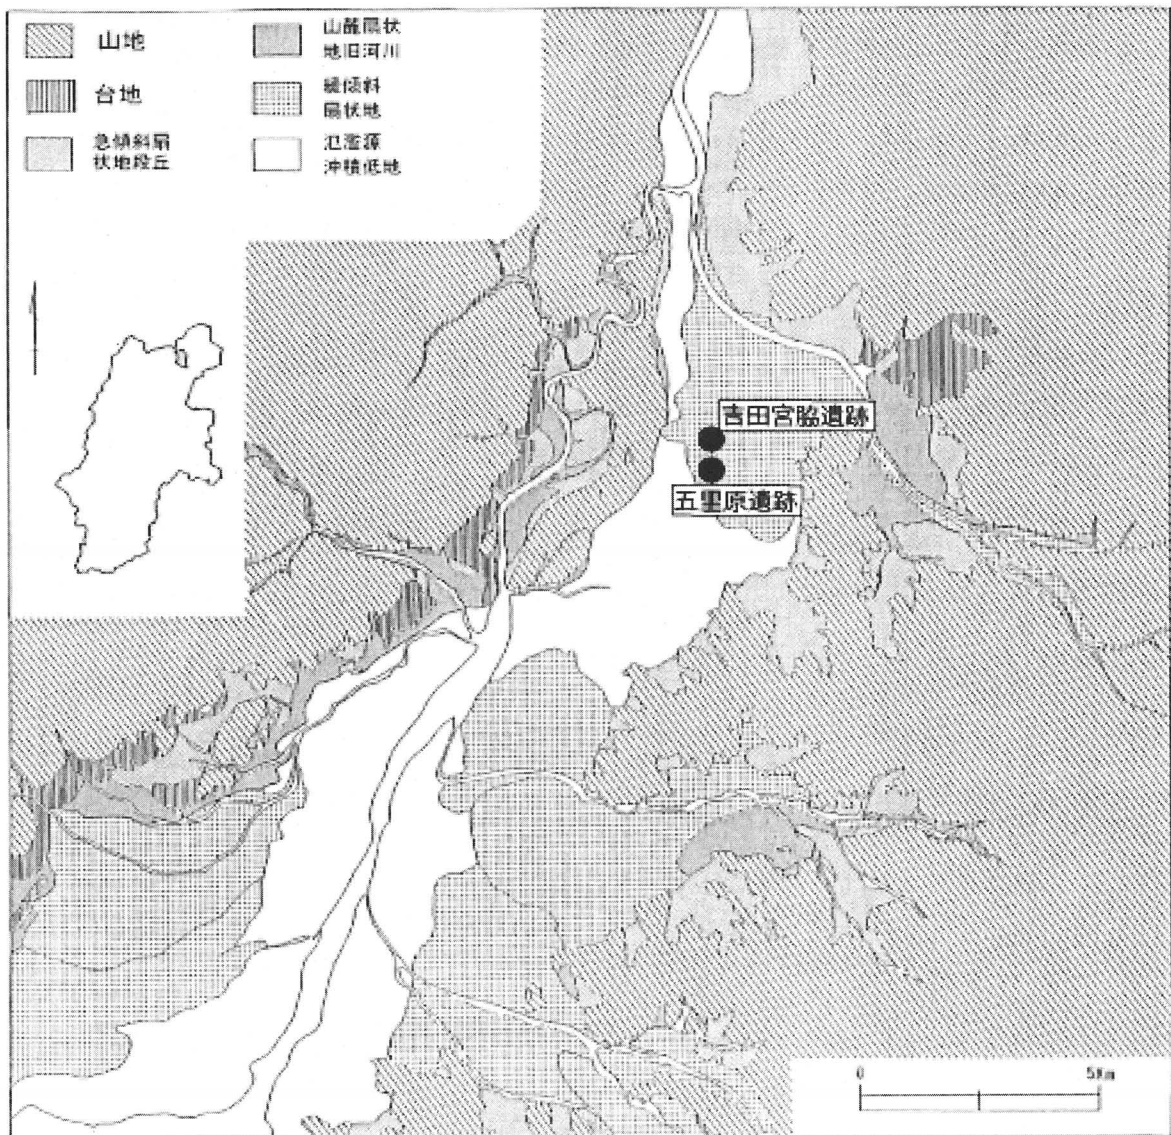 山地
台地
急傾斜扇
状地段丘
山麓扇状
地旧河川
緩傾斜
扇状地
氾濫源
沖積低地
吉田宮脇遺跡
五里原遺跡
0
5Km